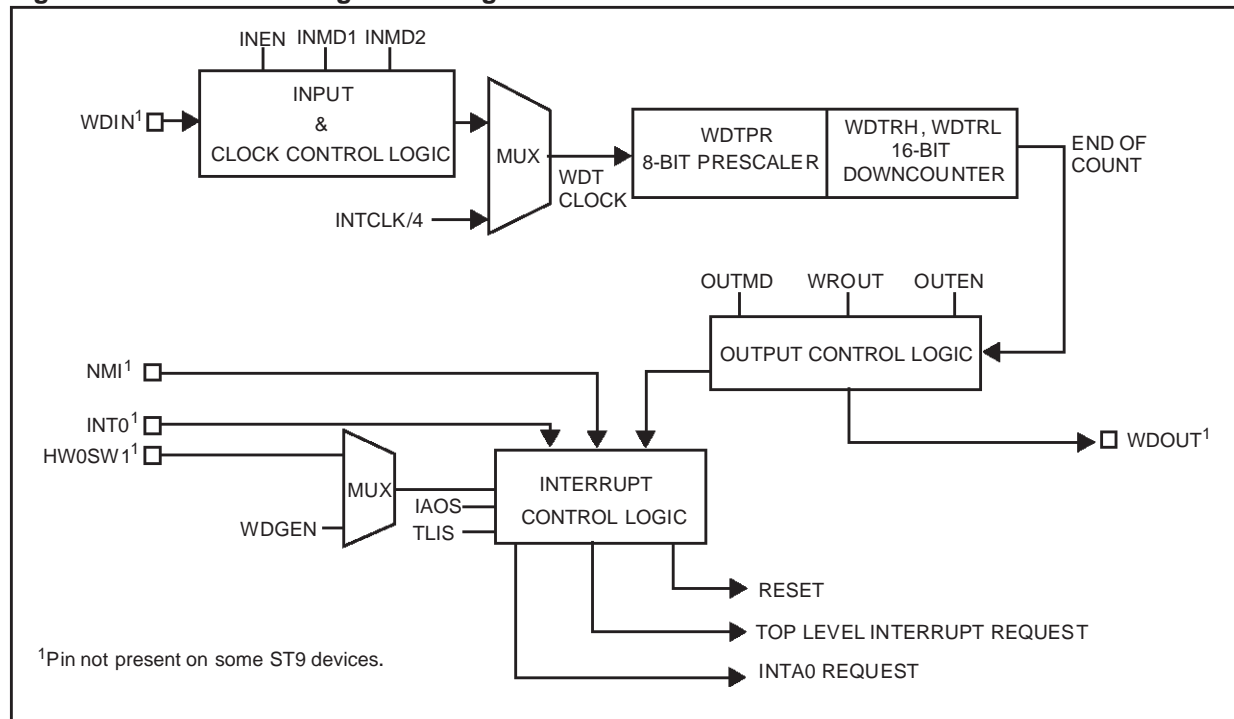 INEN INMD1 INMD2
INPUT
&
CLOCK CONTROL LOGIC
WDIN¹
MUX
WDT
CLOCK
INTCLK/4
WDTPR
8-BIT PRESCALER
WDTRH, WDTRL
16-BIT
DOWNCOUNTER
END OF
COUNT
OUTMD WROUT OUTEN
OUTPUT CONTROL LOGIC
NMI¹
INT0¹
HW0SW1¹
MUX
WDGEN
IAOS
TLIS
INTERRUPT
CONTROL LOGIC
WDOUT¹
RESET
TOP LEVEL INTERRUPT REQUEST
INTA0 REQUEST
¹Pin not present on some ST9 devices.